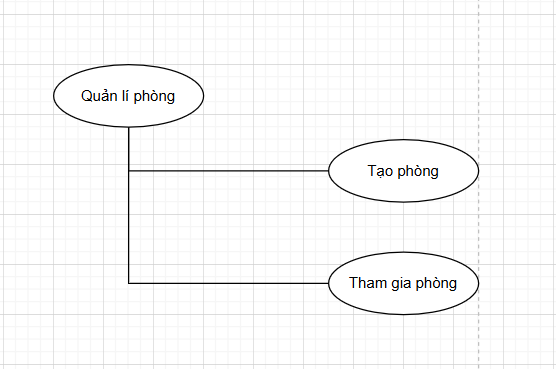 Quản lí phòng
Tạo phòng
Tham gia phòng